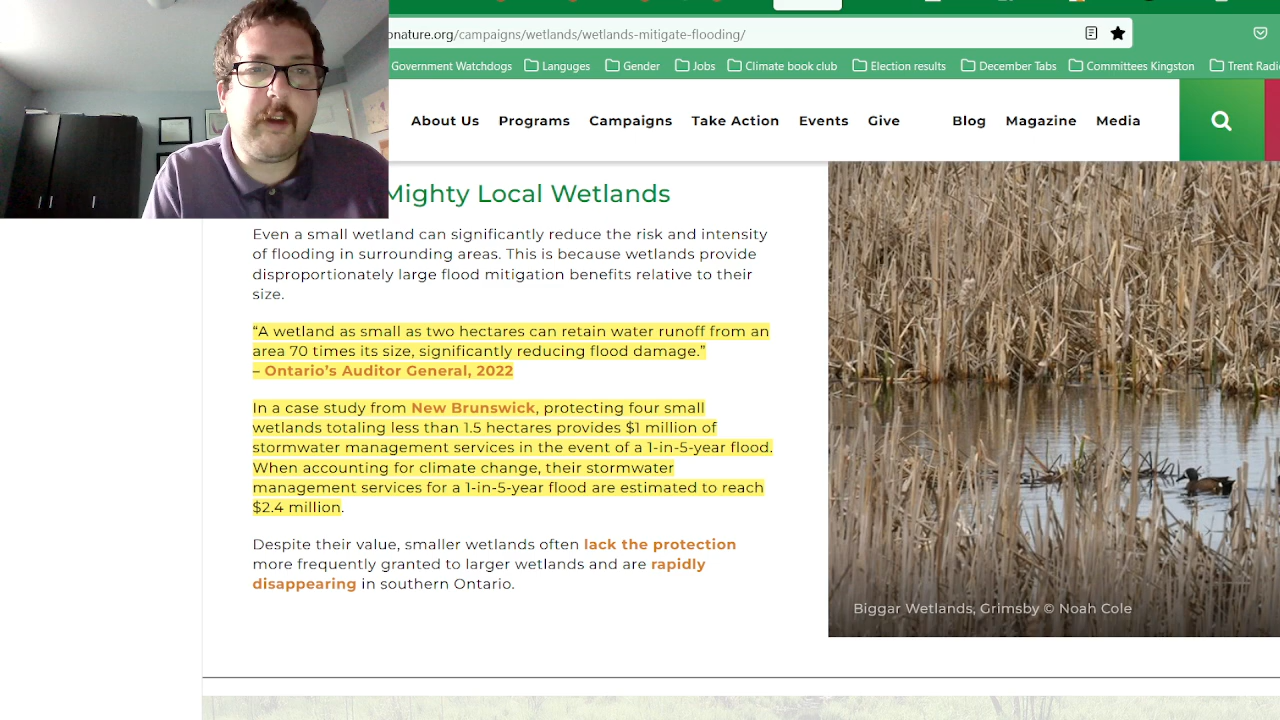 onature.org/campaigns/wetlands/wetlands-mitigate-flooding/
Government Watchdogs Languges Gender Jobs Climate book club Election results December Tabs Committees Kingston Trent Radi
About Us Programs Campaigns Take Action Events Give Blog Magazine Media
Mighty Local Wetlands
Even a small wetland can significantly reduce the risk and intensity
of flooding in surrounding areas. This is because wetlands provide
disproportionately large flood mitigation benefits relative to their
size.
“A wetland as small as two hectares can retain water runoff from an
area 70 times its size, significantly reducing flood damage.”
– Ontario’s Auditor General, 2022
In a case study from New Brunswick, protecting four small
wetlands totaling less than 1.5 hectares provides $1 million of
stormwater management services in the event of a 1-in-5-year flood.
When accounting for climate change, their stormwater
management services for a 1-in-5-year flood are estimated to reach
$2.4 million.
Despite their value, smaller wetlands often lack the protection
more frequently granted to larger wetlands and are rapidly
disappearing in southern Ontario.
Biggar Wetlands, Grimsby © Noah Cole